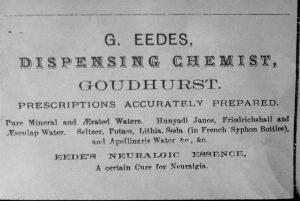 G. EEDES,
DISPENSING CHEMIST,
GOUDHURST.
PRESCRIPTIONS ACCURATELY PREPARED.
Pure Mineral and Ærated Waters. Hunyadi Janos, Friedrichshall and
Æsculap Water. Seltzer, Potass, Lithia, Soda (in French Syphon Bottles),
and Apollinaris Water &c., &c.
EEDE'S NEURALGIC ESSENCE,
A certain Cure for Neuralgia.